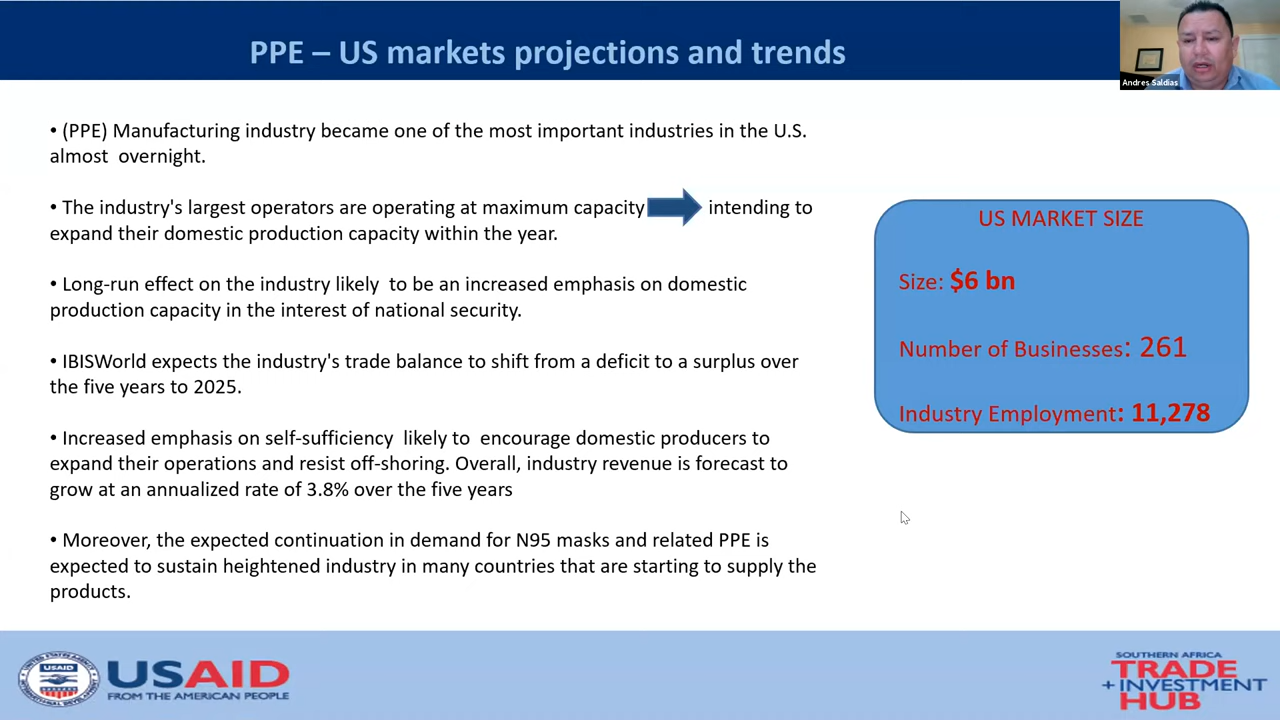 PPE – US markets projections and trends
Andres Saldias
• (PPE) Manufacturing industry became one of the most important industries in the U.S.
almost  overnight.
• The industry's largest operators are operating at maximum capacity intending to
expand their domestic production capacity within the year.
• Long-run effect on the industry likely  to be an increased emphasis on domestic
production capacity in the interest of national security.
• IBISWorld expects the industry's trade balance to shift from a deficit to a surplus over
the five years to 2025.
• Increased emphasis on self-sufficiency  likely to  encourage domestic producers to
expand their operations and resist off-shoring. Overall, industry revenue is forecast to
grow at an annualized rate of 3.8% over the five years
• Moreover, the expected continuation in demand for N95 masks and related PPE is
expected to sustain heightened industry in many countries that are starting to supply the
products.
US MARKET SIZE
Size: $6 bn
Number of Businesses: 261
Industry Employment: 11,278
USAID
USAID
FROM THE AMERICAN PEOPLE
SOUTHERN AFRICA
TRADE
+INVESTMENT
HUB